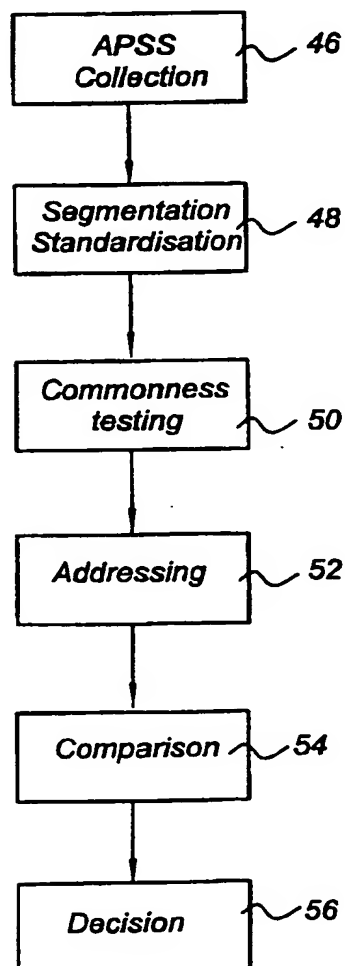 APSS 46
Collection
Segmentation
Standardisation 48
Commonness
testing 50
Addressing 52
Comparison 54
Decision 56